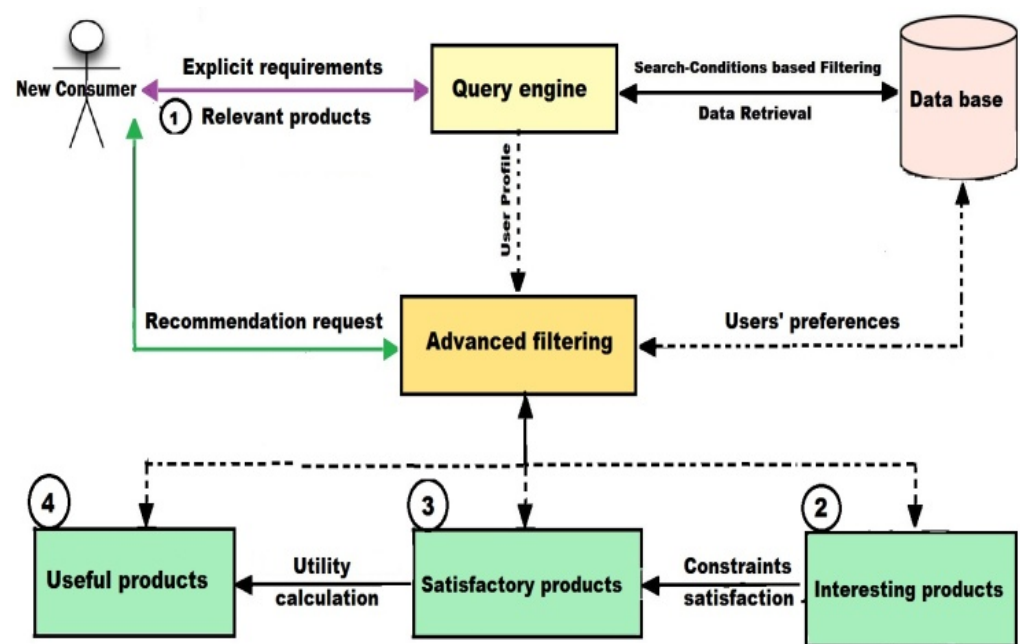 New Consumer
Explicit requirements
1
Relevant products
Query engine
Search-Conditions based Filtering
Data Retrieval
Data base
User Profile
Recommendation request
Advanced filtering
Users' preferences
4
Useful products
Utility
calculation
3
Satisfactory products
Constraints
satisfaction
2
Interesting products